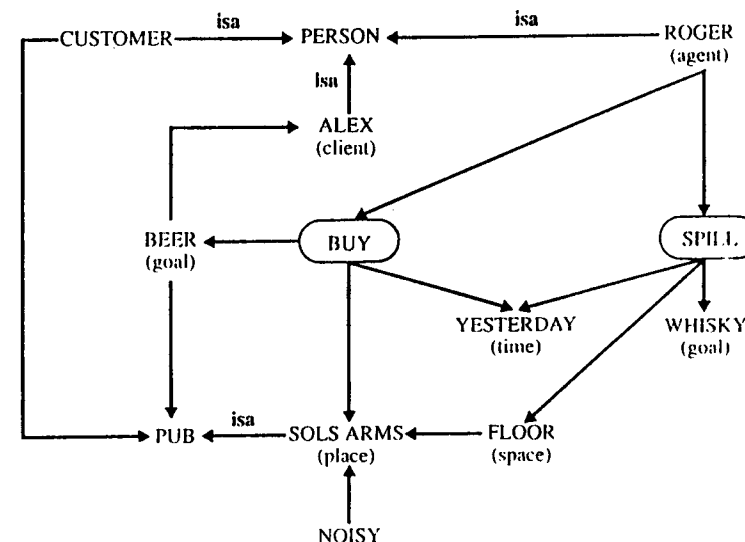 isa isa
CUSTOMER PERSON ROGER
(agent)
isa
ALEX
(client)
BEER BUY SPILL
(goal)
YESTERDAY WHISKY
(time) (goal)
isa
PUB SOLS ARMS FLOOR
(place) (space)
NOISY